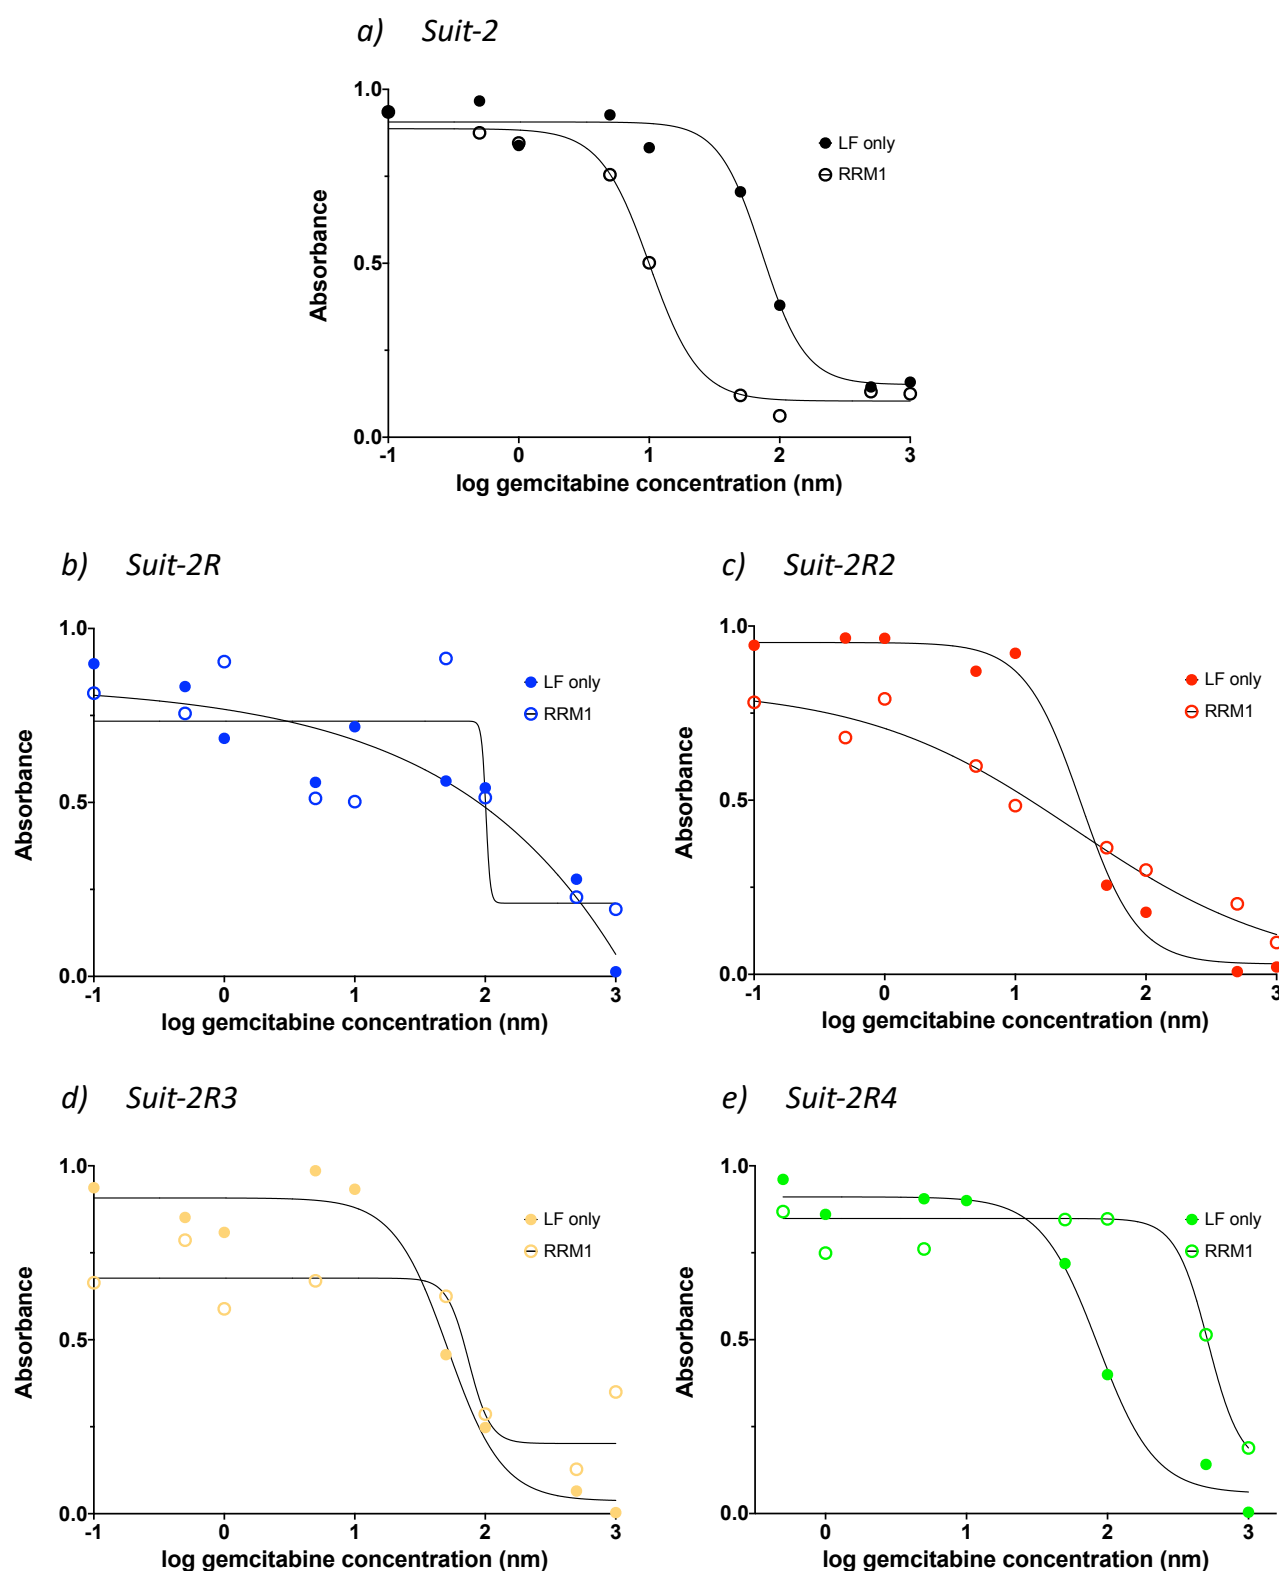 a) Suit-2
1.0
0.5
0.0
Absorbance
-1 0 1 2 3
log gemcitabine concentration (nm)
LF only
RRM1
b) Suit-2R
1.0
0.5
0.0
Absorbance
-1 0 1 2 3
log gemcitabine concentration (nm)
LF only
RRM1
c) Suit-2R2
1.0
0.5
0.0
Absorbance
-1 0 1 2 3
log gemcitabine concentration (nm)
LF only
RRM1
d) Suit-2R3
1.0
0.5
0.0
Absorbance
-1 0 1 2 3
log gemcitabine concentration (nm)
LF only
RRM1
e) Suit-2R4
1.0
0.5
0.0
Absorbance
0 1 2 3
log gemcitabine concentration (nm)
LF only
RRM1